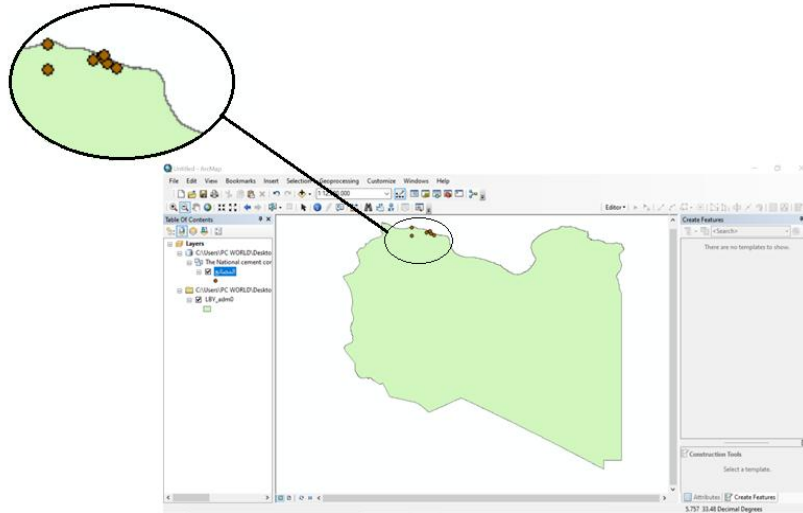 Untitled - ArcMap
File Edit View Bookmarks Insert Selection Geoprocessing Customize Windows Help
Editor
Table Of Contents
Layers
C:\Users\PC WORLD\Deskto
The National cement cor
C:\Users\PC WORLD\Deskto
LBY_adm0
Create Features
<Search>
There are no templates to show.
Construction Tools
Select a template.
Attributes Create Features
5.757 33.48 Decimal Degrees